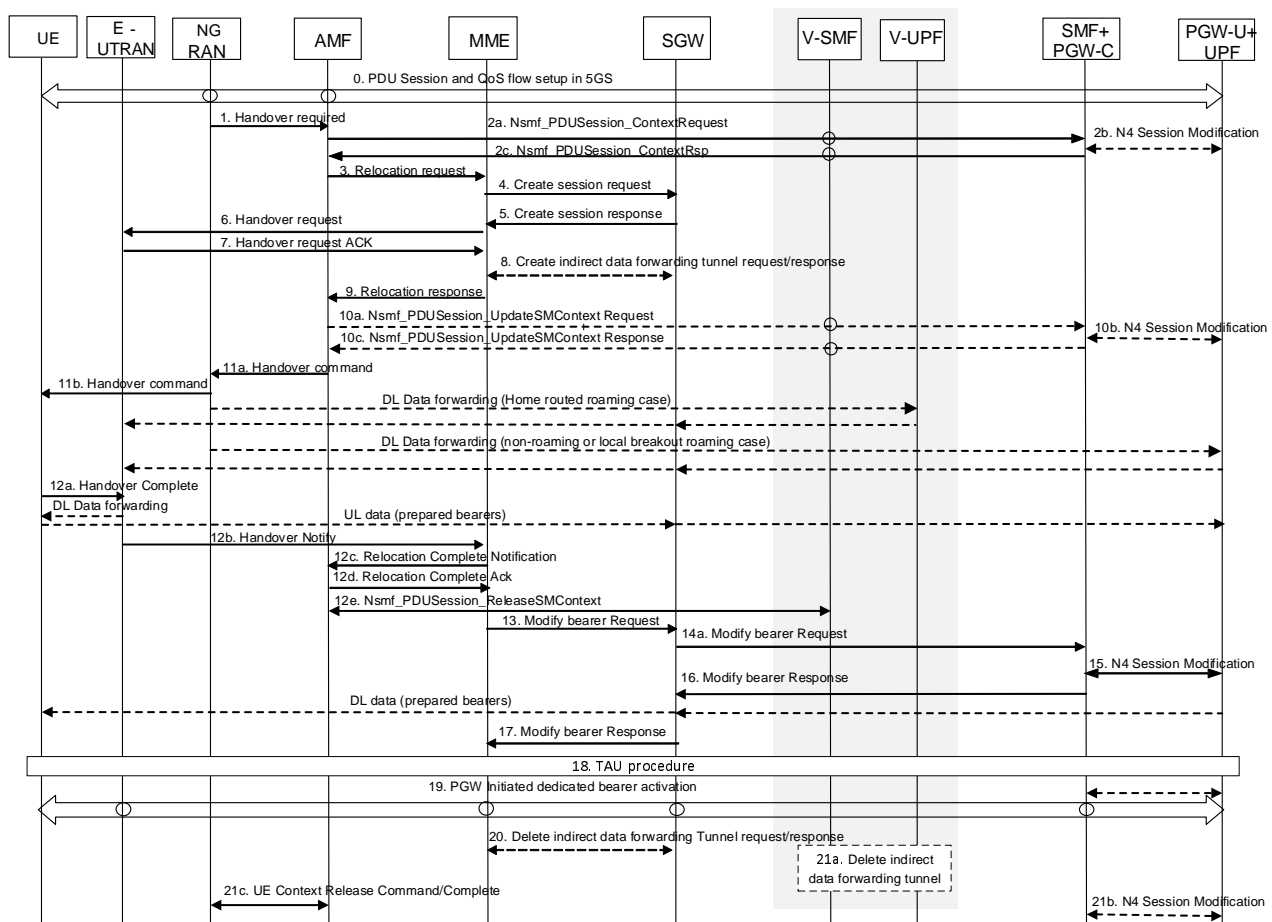 UE
E -
UTRAN
NG
RAN
AMF
MME
SGW
V-SMF
V-UPF
SMF+
PGW-C
PGW-U+
UPF
0. PDU Session and QoS flow setup in 5GS
1. Handover required
2a. Nsmf_PDUSession_ContextRequest
2b. N4 Session Modification
2c. Nsmf_PDUSession_ContextRsp
3. Relocation request
4. Create session request
5. Create session response
6. Handover request
7. Handover request ACK
8. Create indirect data forwarding tunnel request/response
9. Relocation response
10a. Nsmf_PDUSession_UpdateSMContext Request
10b. N4 Session Modification
10c. Nsmf_PDUSession_UpdateSMContext Response
11a. Handover command
11b. Handover command
DL Data forwarding (Home routed roaming case)
DL Data forwarding (non-roaming or local breakout roaming case)
12a. Handover Complete
DL Data forwarding
UL data (prepared bearers)
12b. Handover Notify
12c. Relocation Complete Notification
12d. Relocation Complete Ack
12e. Nsmf_PDUSession_ReleaseSMContext
13. Modify bearer Request
14a. Modify bearer Request
15. N4 Session Modification
16. Modify bearer Response
DL data (prepared bearers)
17. Modify bearer Response
18. TAU procedure
19. PGW Initiated dedicated bearer activation
20. Delete indirect data forwarding Tunnel request/response
21a. Delete indirect
data forwarding tunnel
21c. UE Context Release Command/Complete
21b. N4 Session Modification